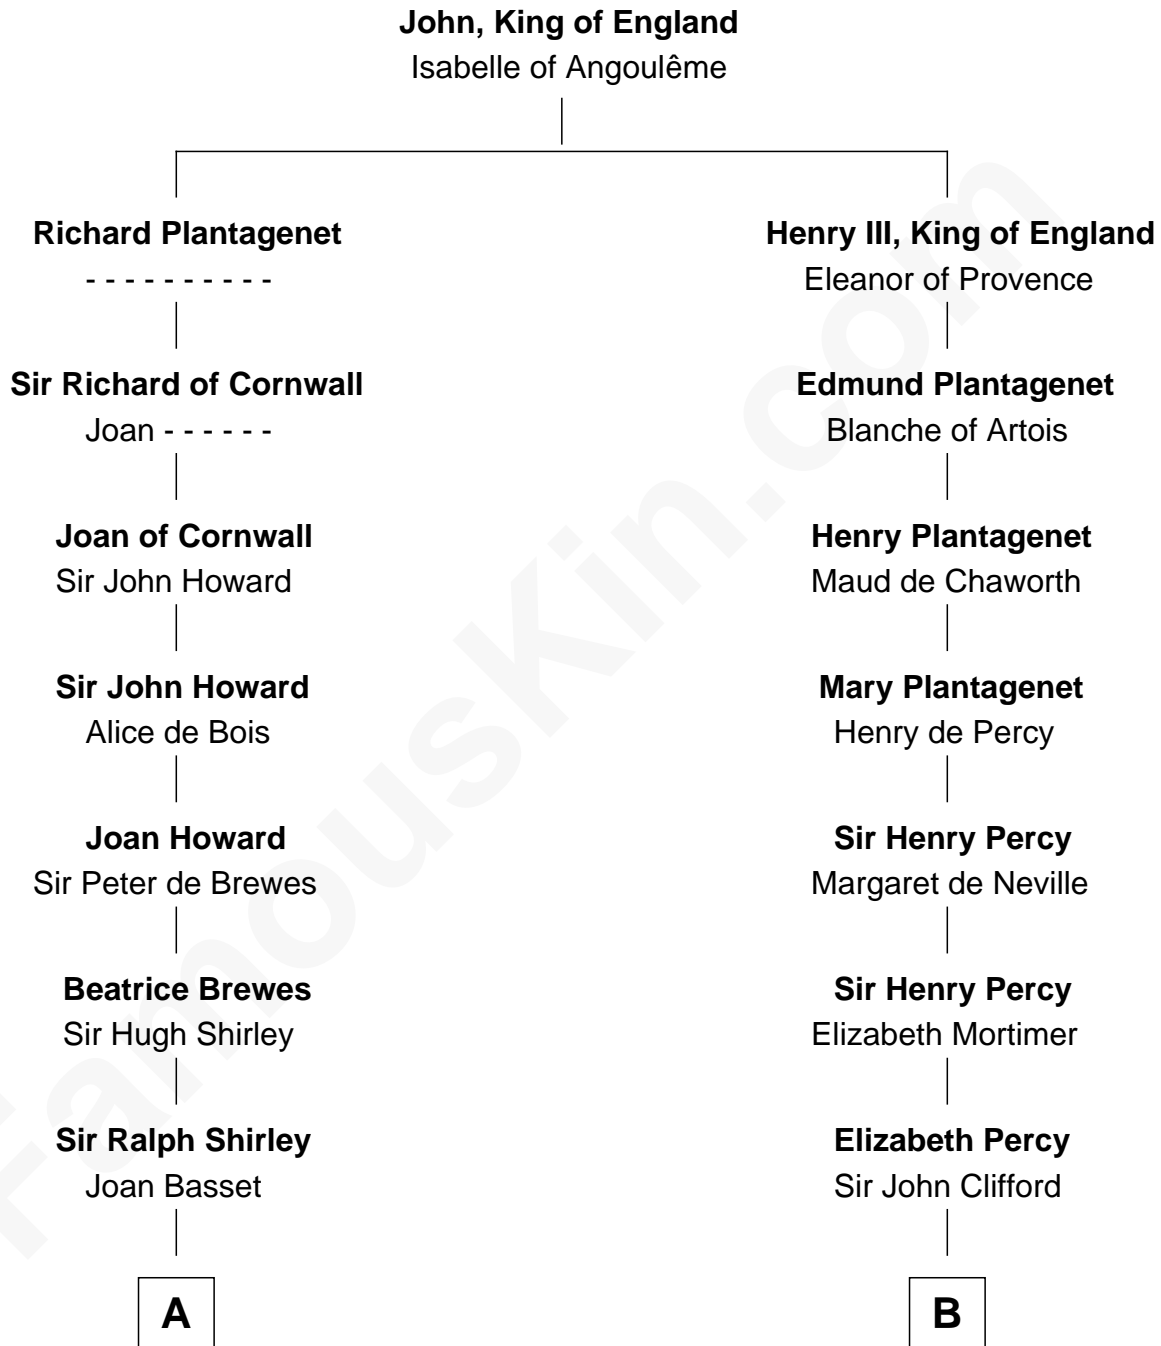 John, King of England
Isabelle of Angoulême
Richard Plantagenet
- - - - - - - - - -
Sir Richard of Cornwall
Joan - - - - - -
Joan of Cornwall
Sir John Howard
Sir John Howard
Alice de Bois
Joan Howard
Sir Peter de Brewes
Beatrice Brewes
Sir Hugh Shirley
Sir Ralph Shirley
Joan Basset
A
Henry III, King of England
Eleanor of Provence
Edmund Plantagenet
Blanche of Artois
Henry Plantagenet
Maud de Chaworth
Mary Plantagenet
Henry de Percy
Sir Henry Percy
Margaret de Neville
Sir Henry Percy
Elizabeth Mortimer
Elizabeth Percy
Sir John Clifford
B
FamousKin.com